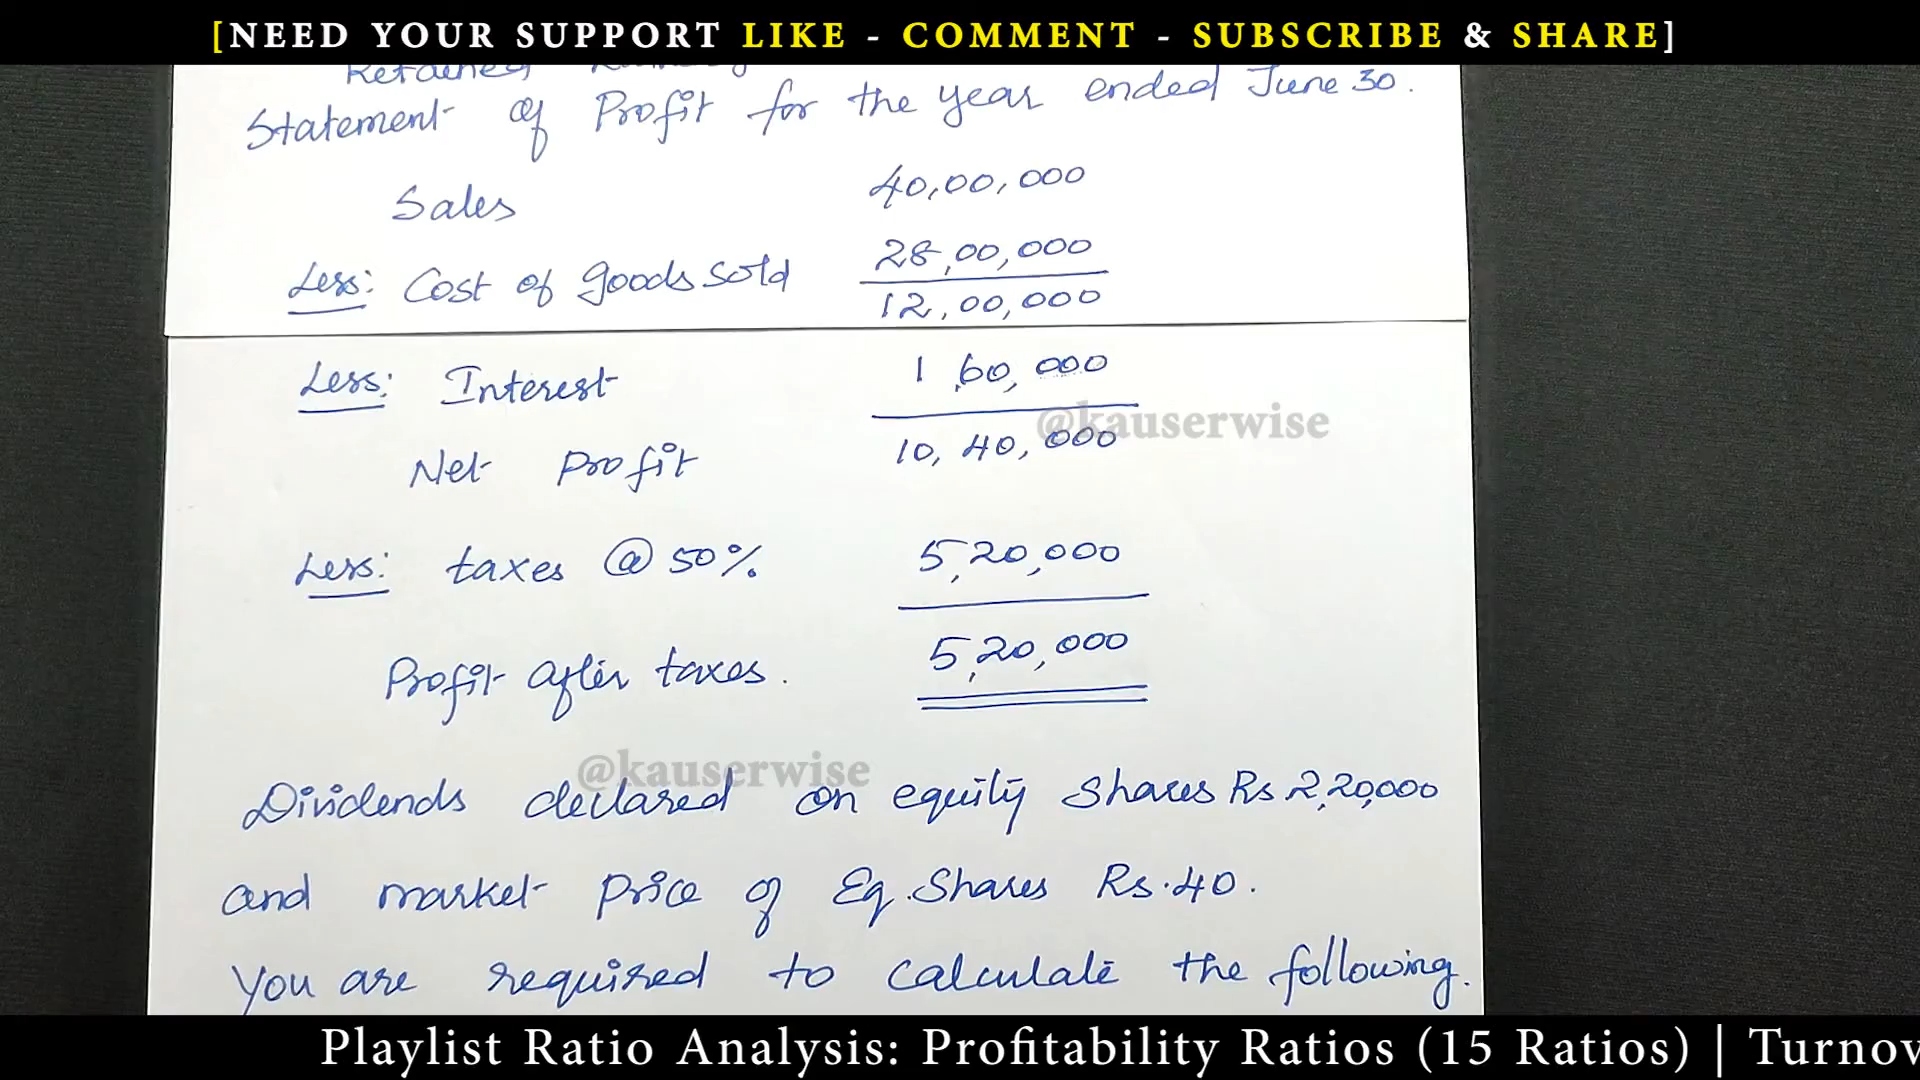 [NEED YOUR SUPPORT LIKE - COMMENT - SUBSCRIBE & SHARE]
Retained
Statement of Profit for the year ended June 30.
Sales 40,00,000
Less: Cost of goods sold 28,00,000
12,00,000
Less: Interest 1,60,000
@kauserwise
Net Profit 10,40,000
Less: taxes @ 50% 5,20,000
Profit after taxes. 5,20,000
@kauserwise
Dividends declared on equity shares Rs 2,20,000
and market price of Eq. Shares Rs. 40.
You are required to calculate the following.
Playlist Ratio Analysis: Profitability Ratios (15 Ratios) | Turnov